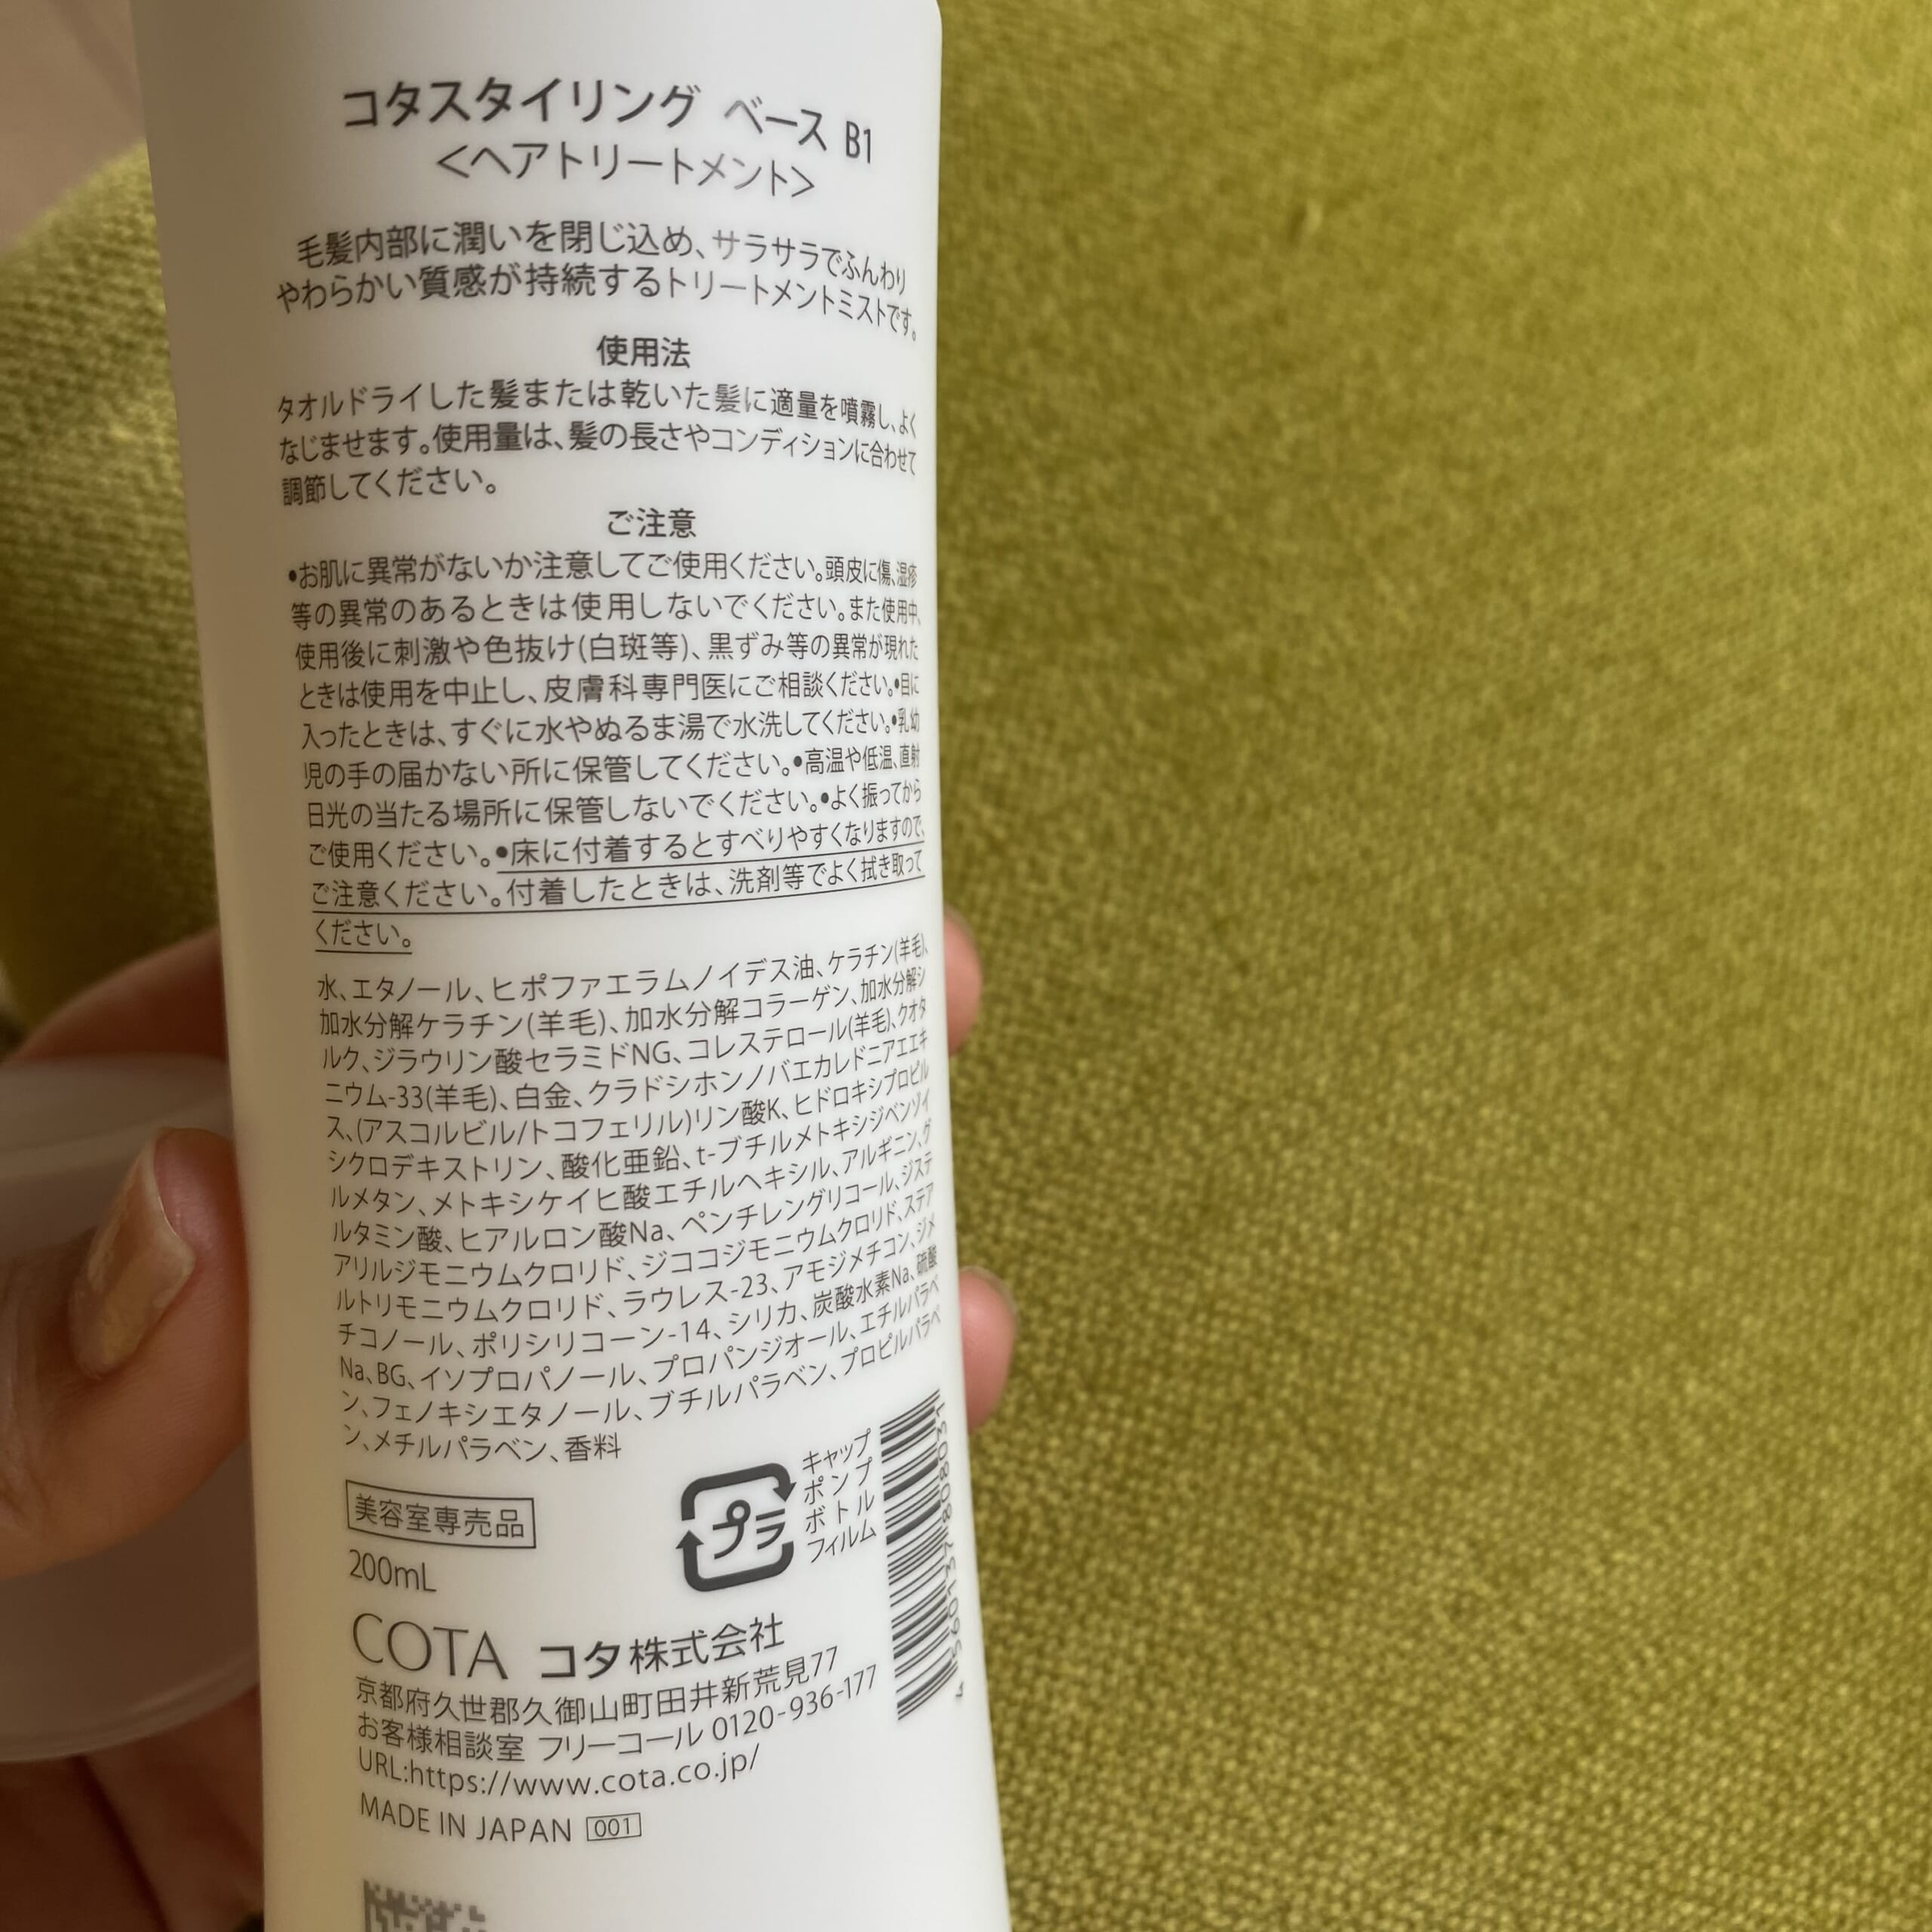 コタスタイリング ベース B1
＜ヘアトリートメント＞
毛髪内部に潤いを閉じ込め、サラサラでふんわり
やわらかい質感が持続するトリートメントミストです。
使用法
タオルドライした髪または乾いた髪に適量を噴霧し、よく
なじませます。使用量は、髪の長さやコンディションに合わせて
調節してください。
ご注意
•お肌に異常がないか注意してご使用ください。頭皮に傷、湿疹
等の異常のあるときは使用しないでください。また使用中、
使用後に刺激や色抜け(白斑等)、黒ずみ等の異常が現れた
ときは使用を中止し、皮膚科専門医にご相談ください。•目に
入ったときは、すぐに水やぬるま湯で水洗してください。•乳幼
児の手の届かない所に保管してください。•高温や低温、直射
日光の当たる場所に保管しないでください。•よく振ってから
ご使用ください。•床に付着するとすべりやすくなりますので、
ご注意ください。付着したときは、洗剤等でよく拭き取って
ください。
水、エタノール、ヒポファエラムノイデス油、ケラチン(羊毛)、
加水分解ケラチン(羊毛)、加水分解コラーゲン、加水分解シ
ルク、ジラウリン酸セラミドNG、コレステロール(羊毛)、クオタ
ニウム-33(羊毛)、白金、クラドシホンノバエカレドニアエエキ
ス、(アスコルビル/トコフェリル)リン酸K、ヒドロキシプロピル
シクロデキストリン、酸化亜鉛、t-ブチルメトキシジベンゾイ
ルメタン、メトキシケイヒ酸エチルヘキシル、アルギニン、グ
ルタミン酸、ヒアルロン酸Na、ペンチレングリコール、ジステ
アリルジモニウムクロリド、ジココジモニウムクロリド、ステア
ルトリモニウムクロリド、ラウレス-23、アモジメチコン、ジメ
チコノール、ポリシリコーン-14、シリカ、炭酸水素Na、硫酸
Na、BG、イソプロパノール、プロパンジオール、エチルパラベ
ン、フェノキシエタノール、ブチルパラベン、プロピルパラベ
ン、メチルパラベン、香料
美容室専売品
プラ
キャップ
ポンプ
ボトル
フィルム
200mL
4 560137 808031
COTA コタ株式会社
京都府久世郡久御山町田井新荒見77
お客様相談室 フリーコール 0120-936-177
URL:https://www.cota.co.jp/
MADE IN JAPAN 001